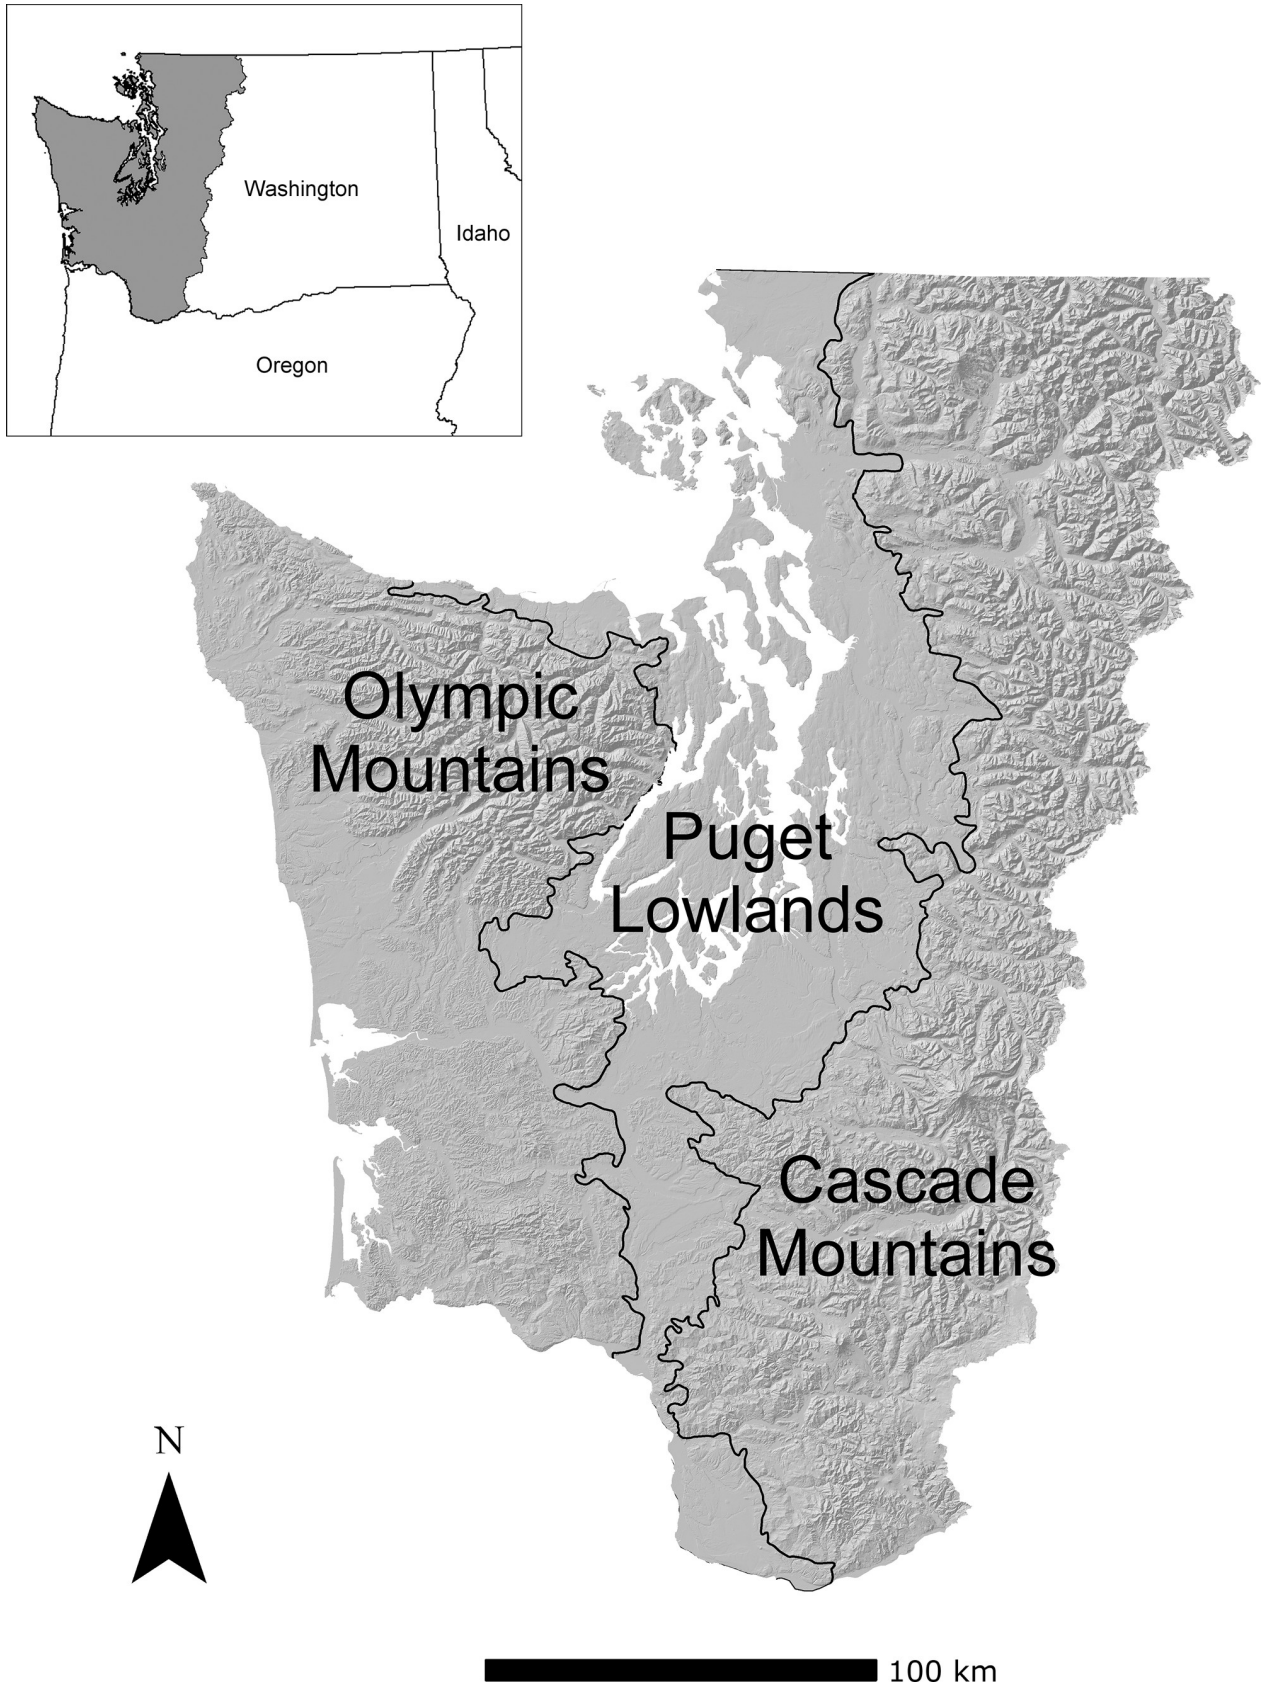 Washington
Idaho
Oregon
Olympic
Mountains
Puget
Lowlands
Cascade
Mountains
N
100 km